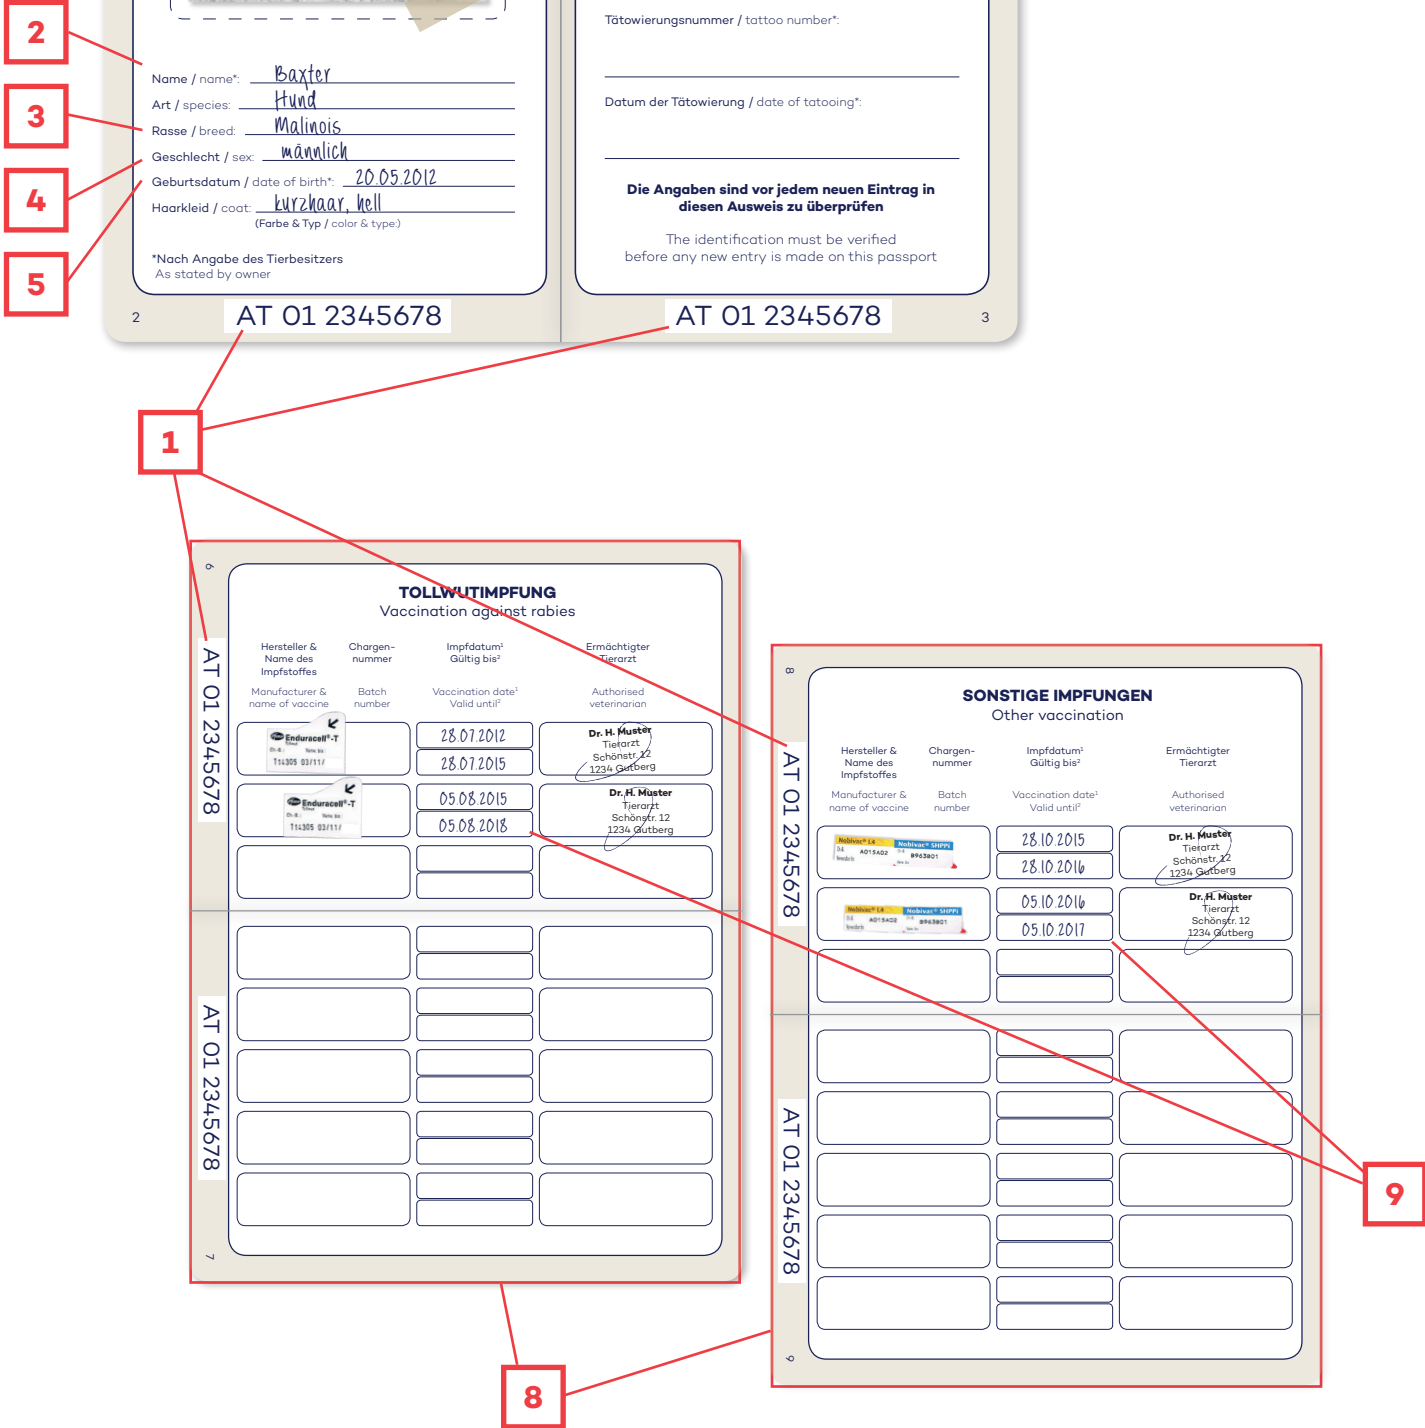 2
3
4
5
Name / name*: Baxter
Art / species: Hund
Rasse / breed: Malinois
Geschlecht / sex: männlich
Geburtsdatum / date of birth*: 20.05.2012
Haarkleid / coat: kurzhaar, hell
(Farbe & Typ / color & type:)
*Nach Angabe des Tierbesitzers
As stated by owner
2
AT 01 2345678
Tätowierungsnummer / tattoo number*:
Datum der Tätowierung / date of tatooing*:
Die Angaben sind vor jedem neuen Eintrag in
diesen Ausweis zu überprüfen
The identification must be verified
before any new entry is made on this passport
AT 01 2345678
3
1
6
AT 01 2345678
TOLLWUTIMPFUNG
Vaccination against rabies
Hersteller &
Name des
Impfstoffes
Manufacturer &
name of vaccine
Chargen-
nummer
Batch
number
Impfdatum¹
Gültig bis²
Vaccination date¹
Valid until²
Ermächtigter
Tierarzt
Authorised
veterinarian
Enduracell®-T
T14305 03/11/
28.07.2012
28.07.2015
Dr. H. Muster
Tierarzt
Schönstr. 12
1234 Gutberg
Enduracell®-T
T14305 03/11/
05.08.2015
05.08.2018
Dr. H. Muster
Tierarzt
Schönstr. 12
1234 Gutberg
AT 01 2345678
7
8
AT 01 2345678
SONSTIGE IMPFUNGEN
Other vaccination
Hersteller &
Name des
Impfstoffes
Manufacturer &
name of vaccine
Chargen-
nummer
Batch
number
Impfdatum¹
Gültig bis²
Vaccination date¹
Valid until²
Ermächtigter
Tierarzt
Authorised
veterinarian
Nobivac® L4 Nobivac® SHPPi
A015A02 B963B01
28.10.2015
28.10.2016
Dr. H. Muster
Tierarzt
Schönstr. 12
1234 Gutberg
Nobivac® L4 Nobivac® SHPPi
A015A02 B963B01
05.10.2016
05.10.2017
Dr. H. Muster
Tierarzt
Schönstr. 12
1234 Gutberg
AT 01 2345678
9
9
8